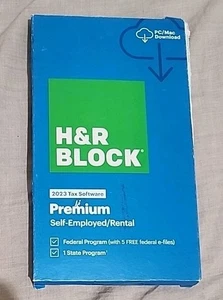 PC/Mac
Download
H&R
BLOCK
2023 Tax Software
Premium
Self-Employed/Rental
Federal Program (with 5 FREE federal e-files)
1 State Program